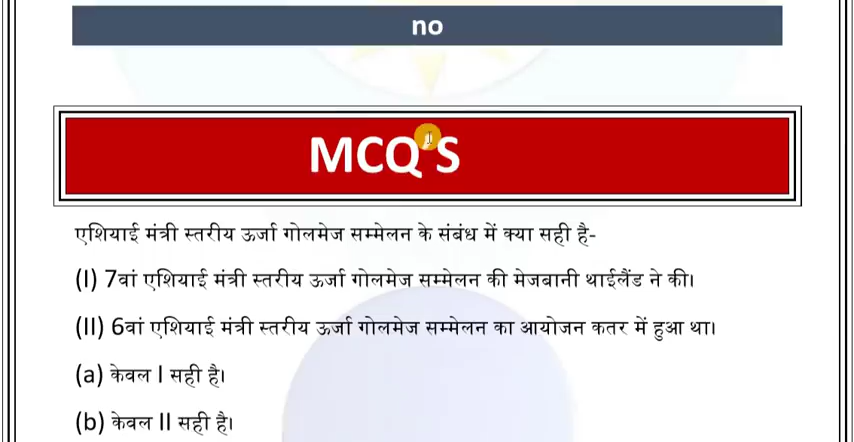 no
MCQ'S
एशियाई मंत्री स्तरीय ऊर्जा गोलमेज सम्मेलन के संबंध में क्या सही है-
(I) 7वां एशियाई मंत्री स्तरीय ऊर्जा गोलमेज सम्मेलन की मेजबानी थाईलैंड ने की।
(II) 6वां एशियाई मंत्री स्तरीय ऊर्जा गोलमेज सम्मेलन का आयोजन कतर में हुआ था।
(a) केवल I सही है।
(b) केवल II सही है।